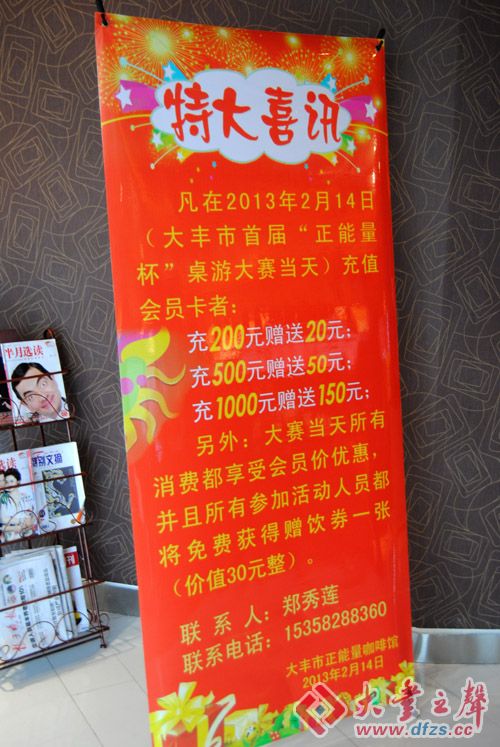 特大喜讯
凡在2013年2月14日
（大丰市首届“正能量
杯”桌游大赛当天）充值
会员卡者：
充200元赠送20元；
充500元赠送50元；
充1000元赠送150元；
另外：大赛当天所有
消费都享受会员价优惠，
并且所有参加活动人员都
将免费获得赠饮券一张
（价值30元整）。
联系人：郑秀莲
联系电话：15358288360
大丰市正能量咖啡馆
2013年2月14日
半月选读
特别文摘
大丰之聲
www.dfzs.cc